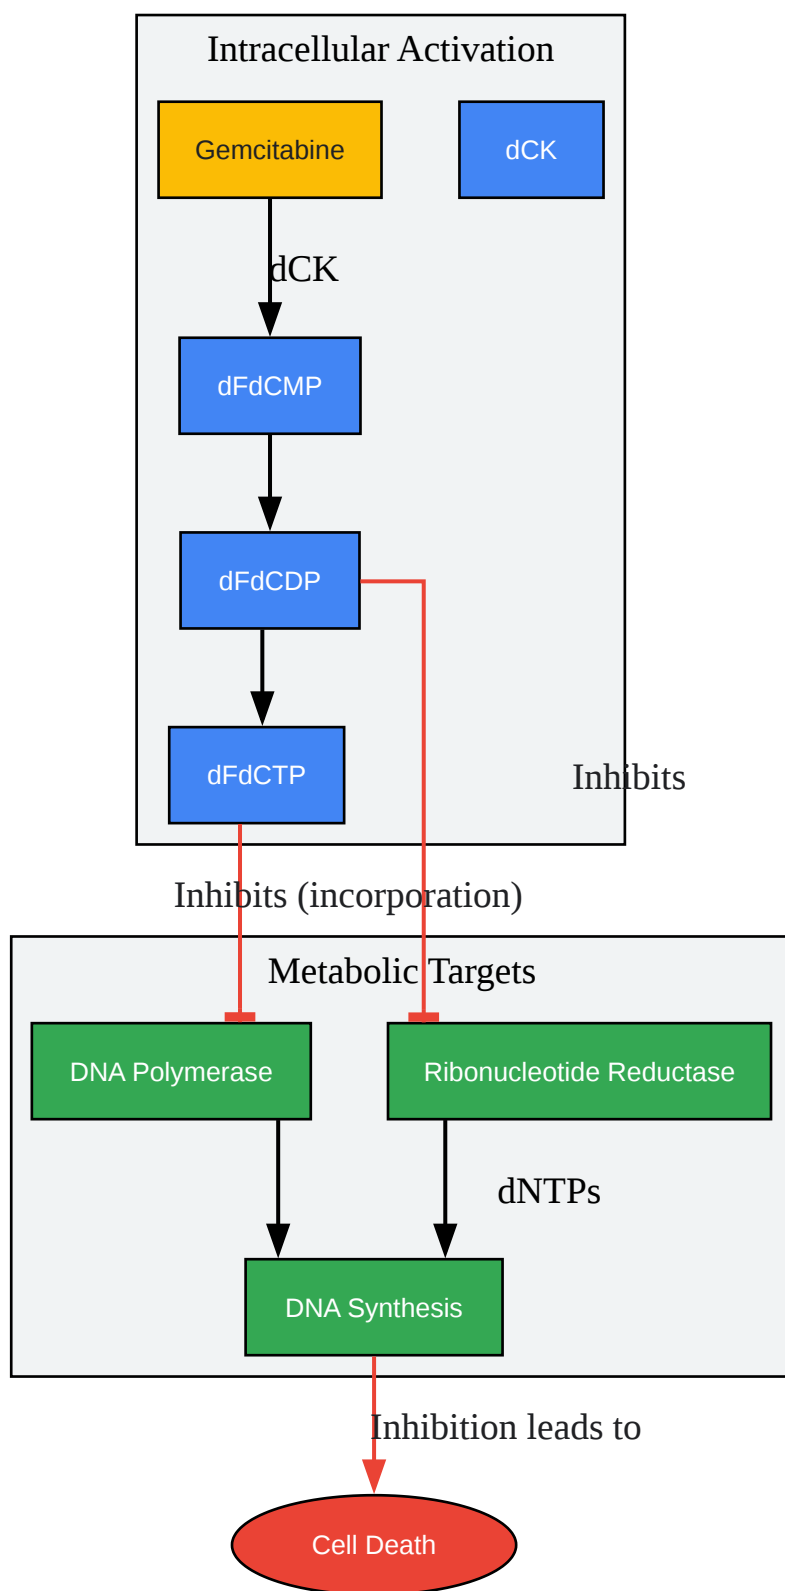 Intracellular Activation
Gemcitabine
dCK
dCK
dFdCMP
dFdCDP
dFdCTP
Inhibits
Inhibits (incorporation)
Metabolic Targets
DNA Polymerase
Ribonucleotide Reductase
dNTPs
DNA Synthesis
Inhibition leads to
Cell Death